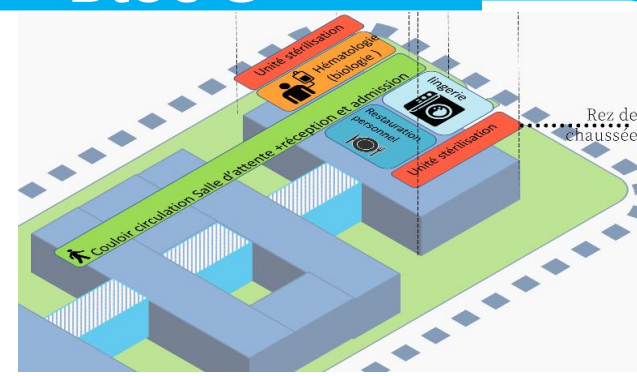 Unité stérilisation
Hématologie
(biologie )
lingerie
Restauration
personnel
Unité stérilisation
Couloir circulation Salle d'attente +réception et admission
Rez de
chaussée